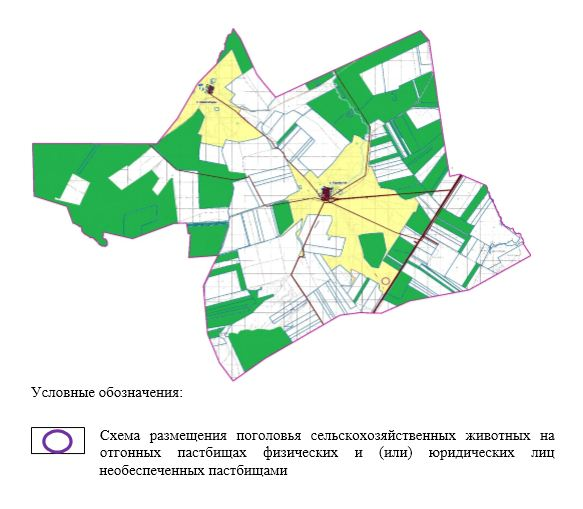 Условные обозначения:
Схема размещения поголовья сельскохозяйственных животных на
отгонных пастбищах физических и (или) юридических лиц
необеспеченных пастбищами